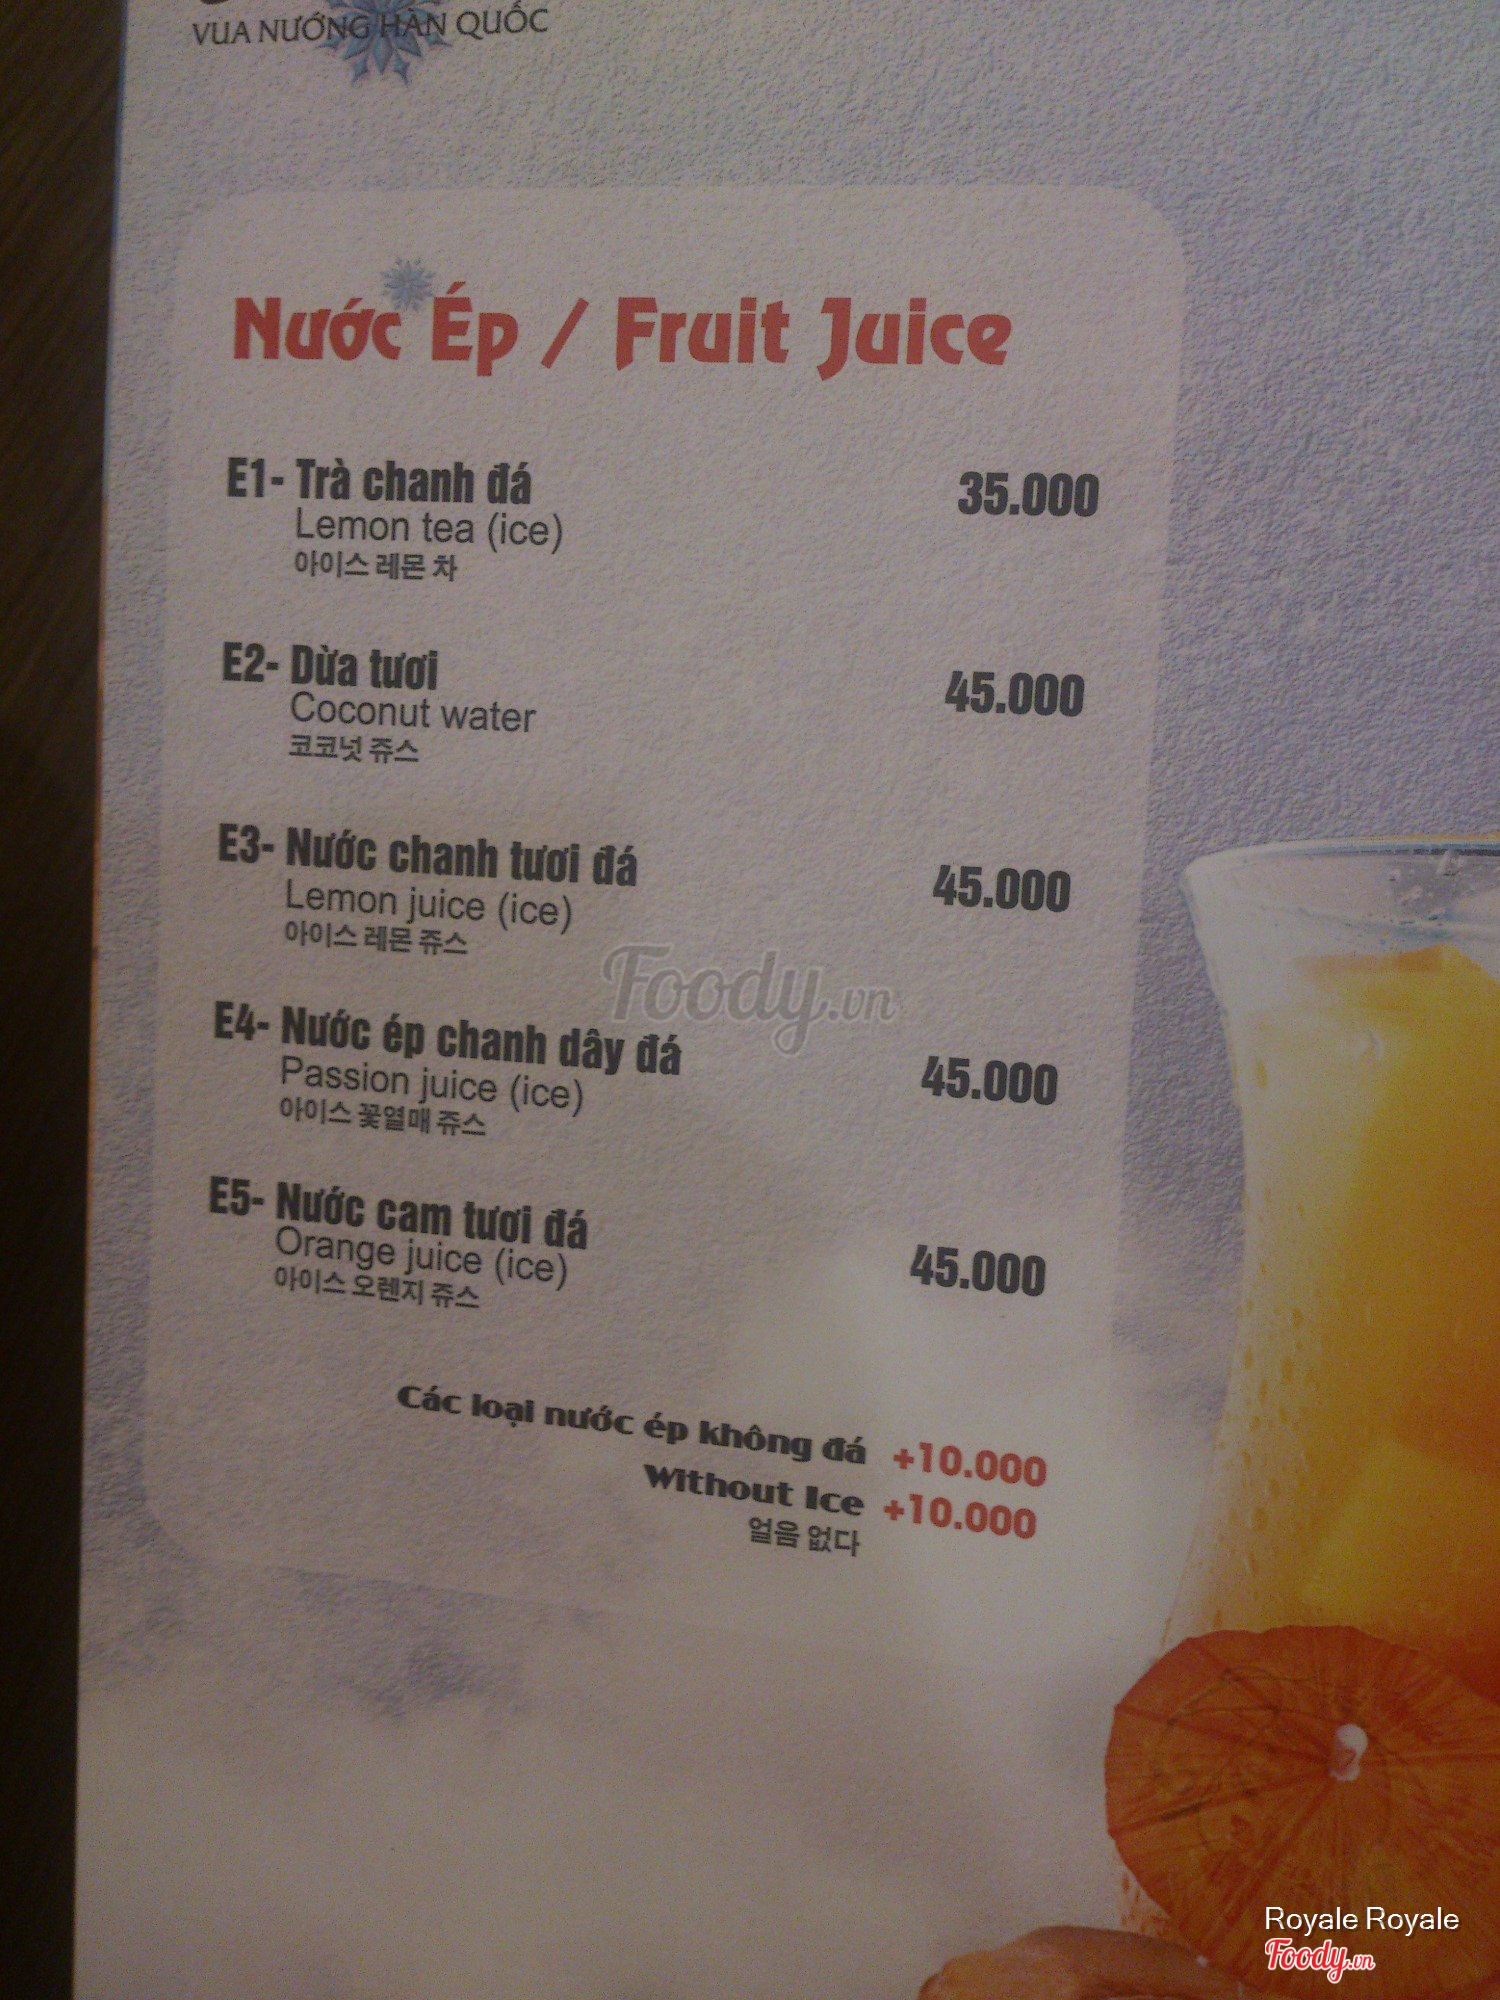 VUA NƯỚNG HÀN QUỐC
Nước Ép / Fruit Juice
E1- Trà chanh đá 35.000
Lemon tea (ice)
아이스 레몬 차
E2- Dừa tươi 45.000
Coconut water
코코넛 쥬스
E3- Nước chanh tươi đá 45.000
Lemon juice (ice)
아이스 레몬 쥬스
E4- Nước ép chanh dây đá 45.000
Passion juice (ice)
아이스 꽃열매 쥬스
E5- Nước cam tươi đá 45.000
Orange juice (ice)
아이스 오렌지 쥬스
Các loại nước ép không đá +10.000
Without Ice +10.000
얼음 없다
Foody.vn
Royale Royale
Foody.vn